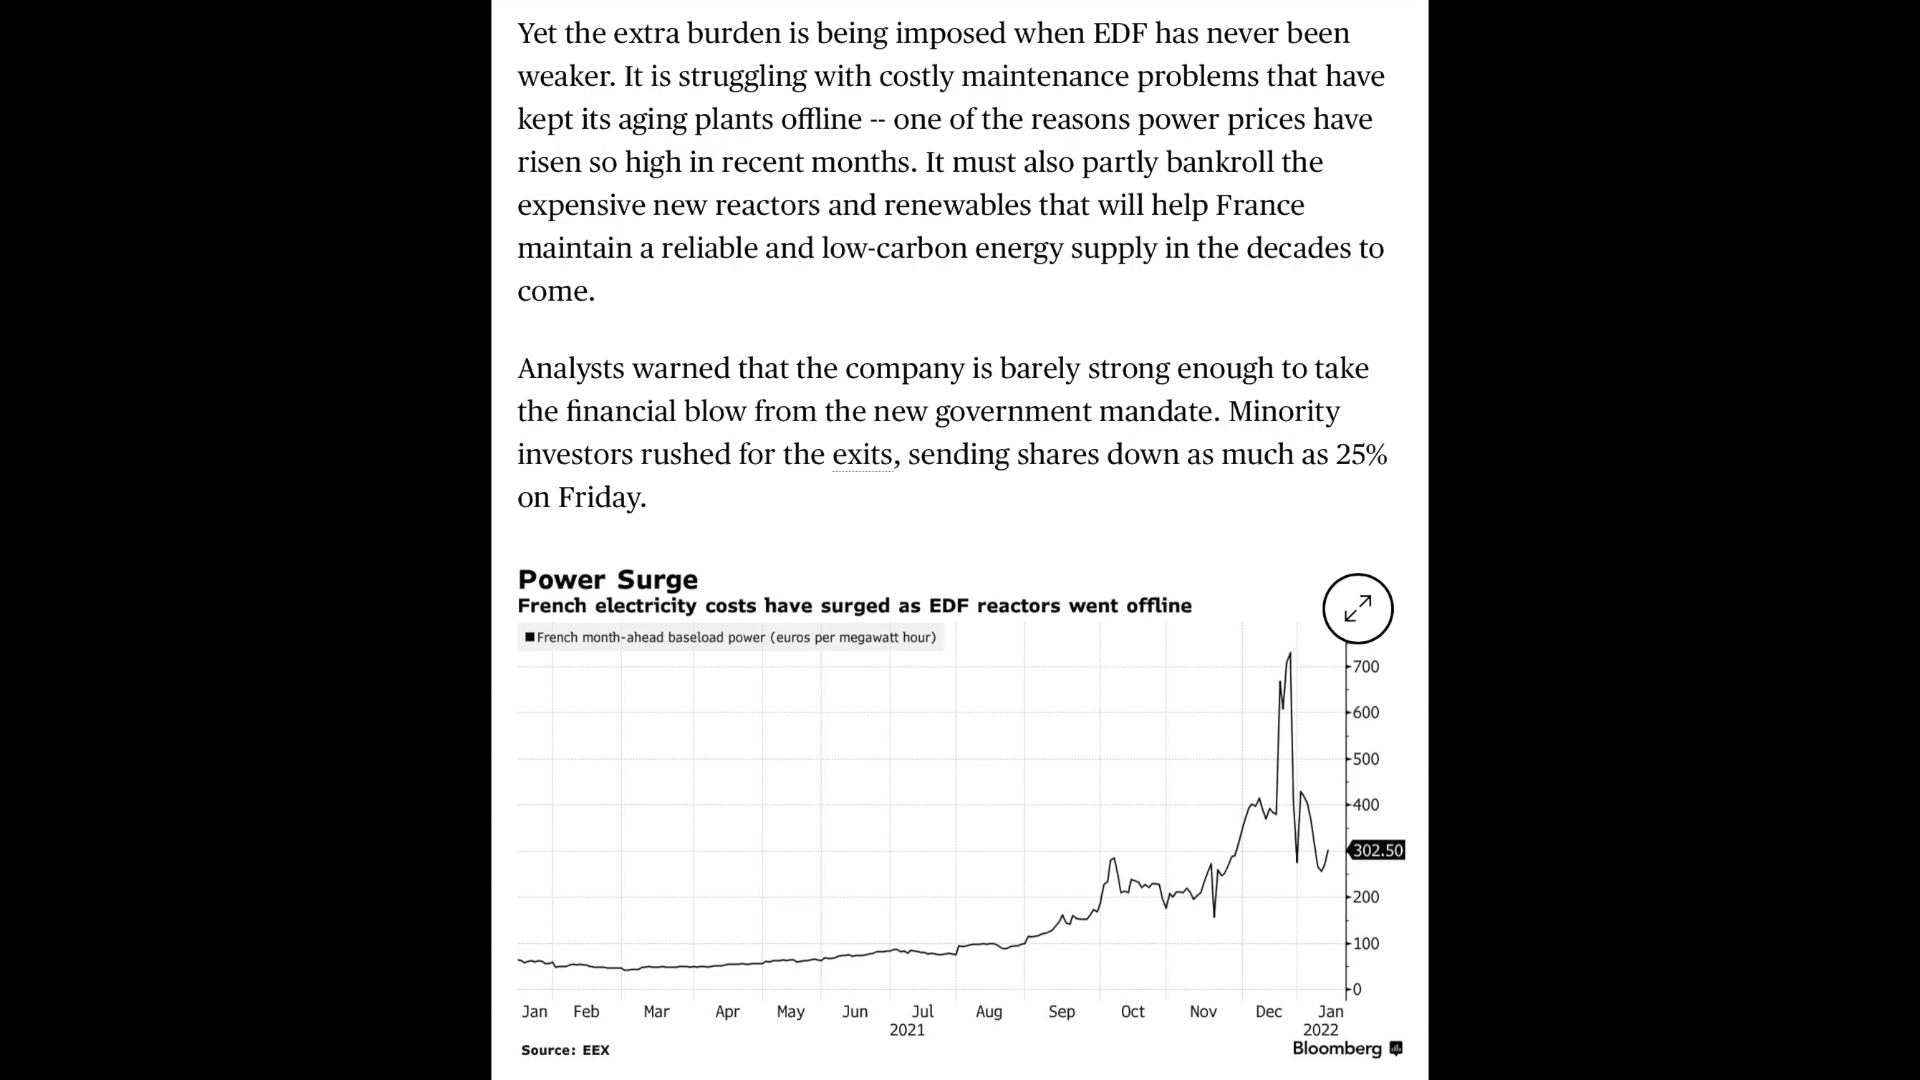 Yet the extra burden is being imposed when EDF has never been
weaker. It is struggling with costly maintenance problems that have
kept its aging plants offline -- one of the reasons power prices have
risen so high in recent months. It must also partly bankroll the
expensive new reactors and renewables that will help France
maintain a reliable and low-carbon energy supply in the decades to
come.
Analysts warned that the company is barely strong enough to take
the financial blow from the new government mandate. Minority
investors rushed for the exits, sending shares down as much as 25%
on Friday.
Power Surge
French electricity costs have surged as EDF reactors went offline
French month-ahead baseload power (euros per megawatt hour)
700
600
500
400
302.50
200
100
0
Jan Feb Mar Apr May Jun Jul Aug Sep Oct Nov Dec Jan
2021 2022
Source: EEX Bloomberg